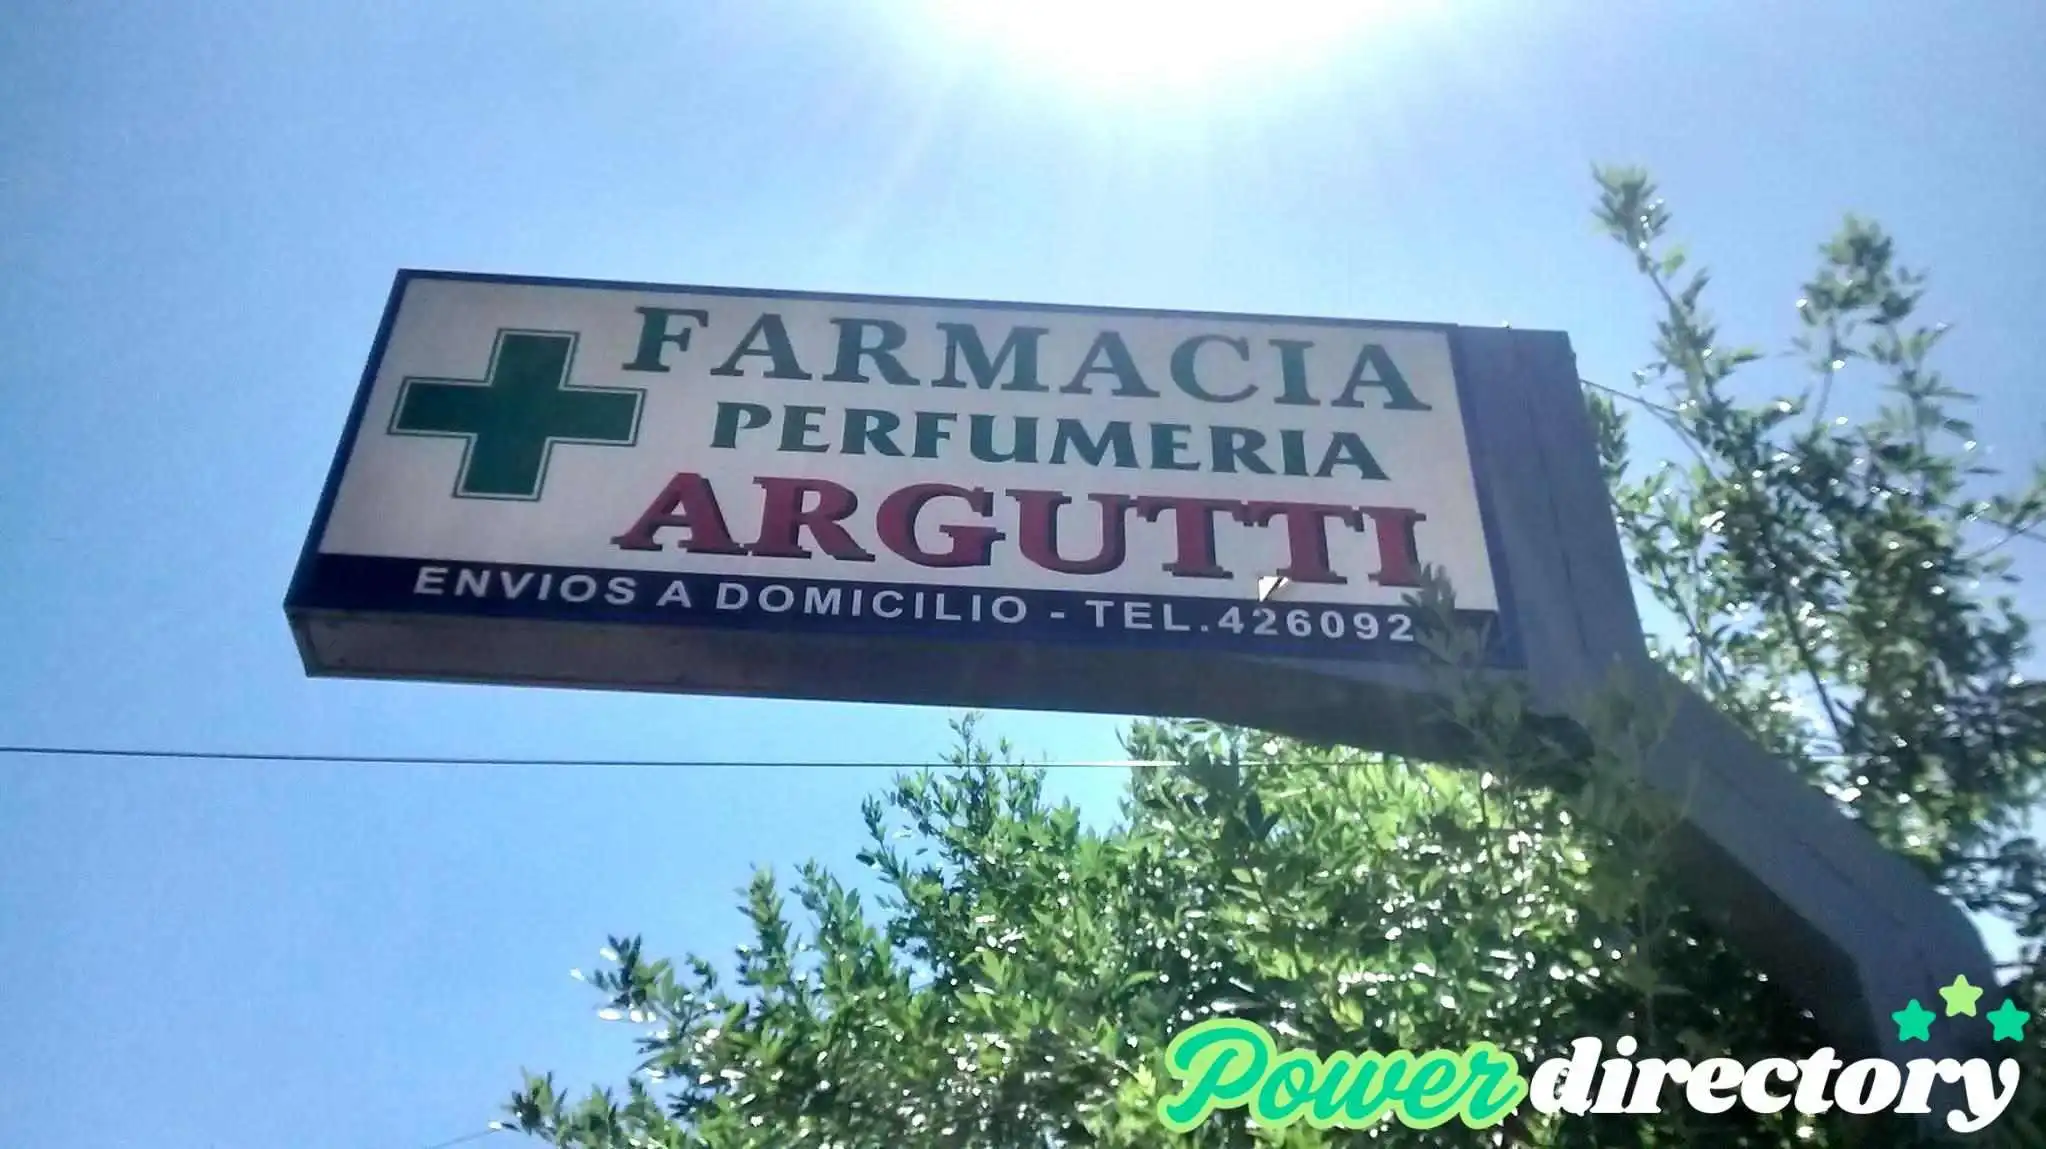 FARMACIA
PERFUMERIA
ARGUTTI
ENVIOS A DOMICILIO - TEL.426092
Power directory